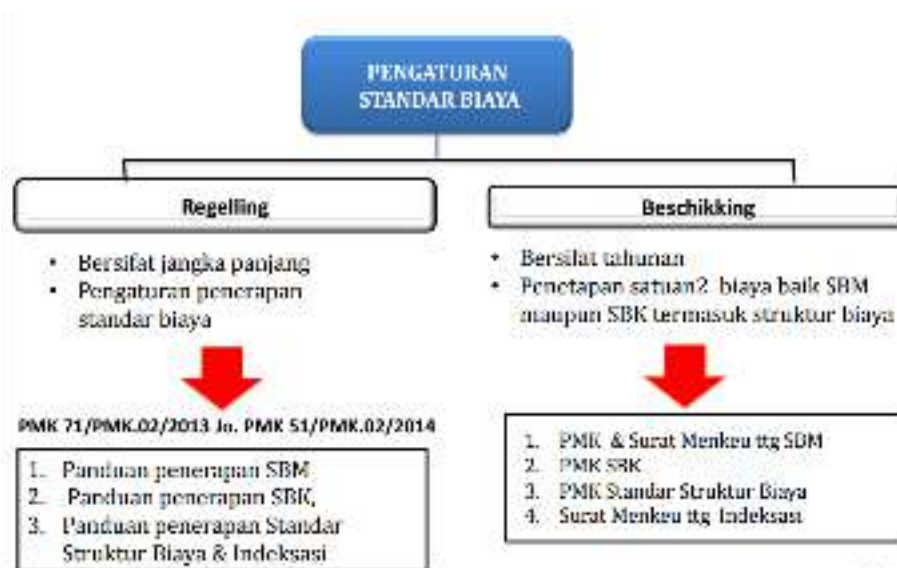 PENGATURAN
STANDAR BIAYA
Regelling
• Bersifat jangka panjang
• Pengaturan penerapan
standar biaya
PMK 71/PMK.02/2013 Jo. PMK 51/PMK.02/2014
1. Panduan penerapan SBM
2. Panduan penerapan SBK,
3. Panduan penerapan Standar
Struktur Biaya & Indeksasi
Beschikking
• Bersifat tahunan
• Penetapan satuan2 biaya baik SBM
maupun SBK termasuk struktur biaya
1. PMK & Surat Menkeu ttg SBM
2. PMK SBK
3. PMK Standar Struktur Biaya
4. Surat Menkeu ttg Indeksasi